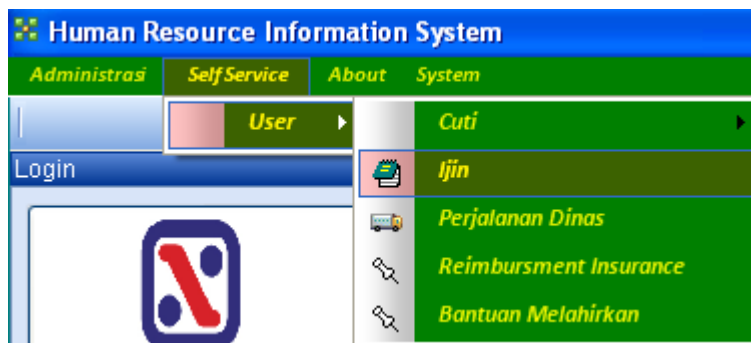 Human Resource Information System
Administrasi Self Service About System
User
Cuti
Ijin
Login
Perjalanan Dinas
Reimbursment Insurance
Bantuan Melahirkan